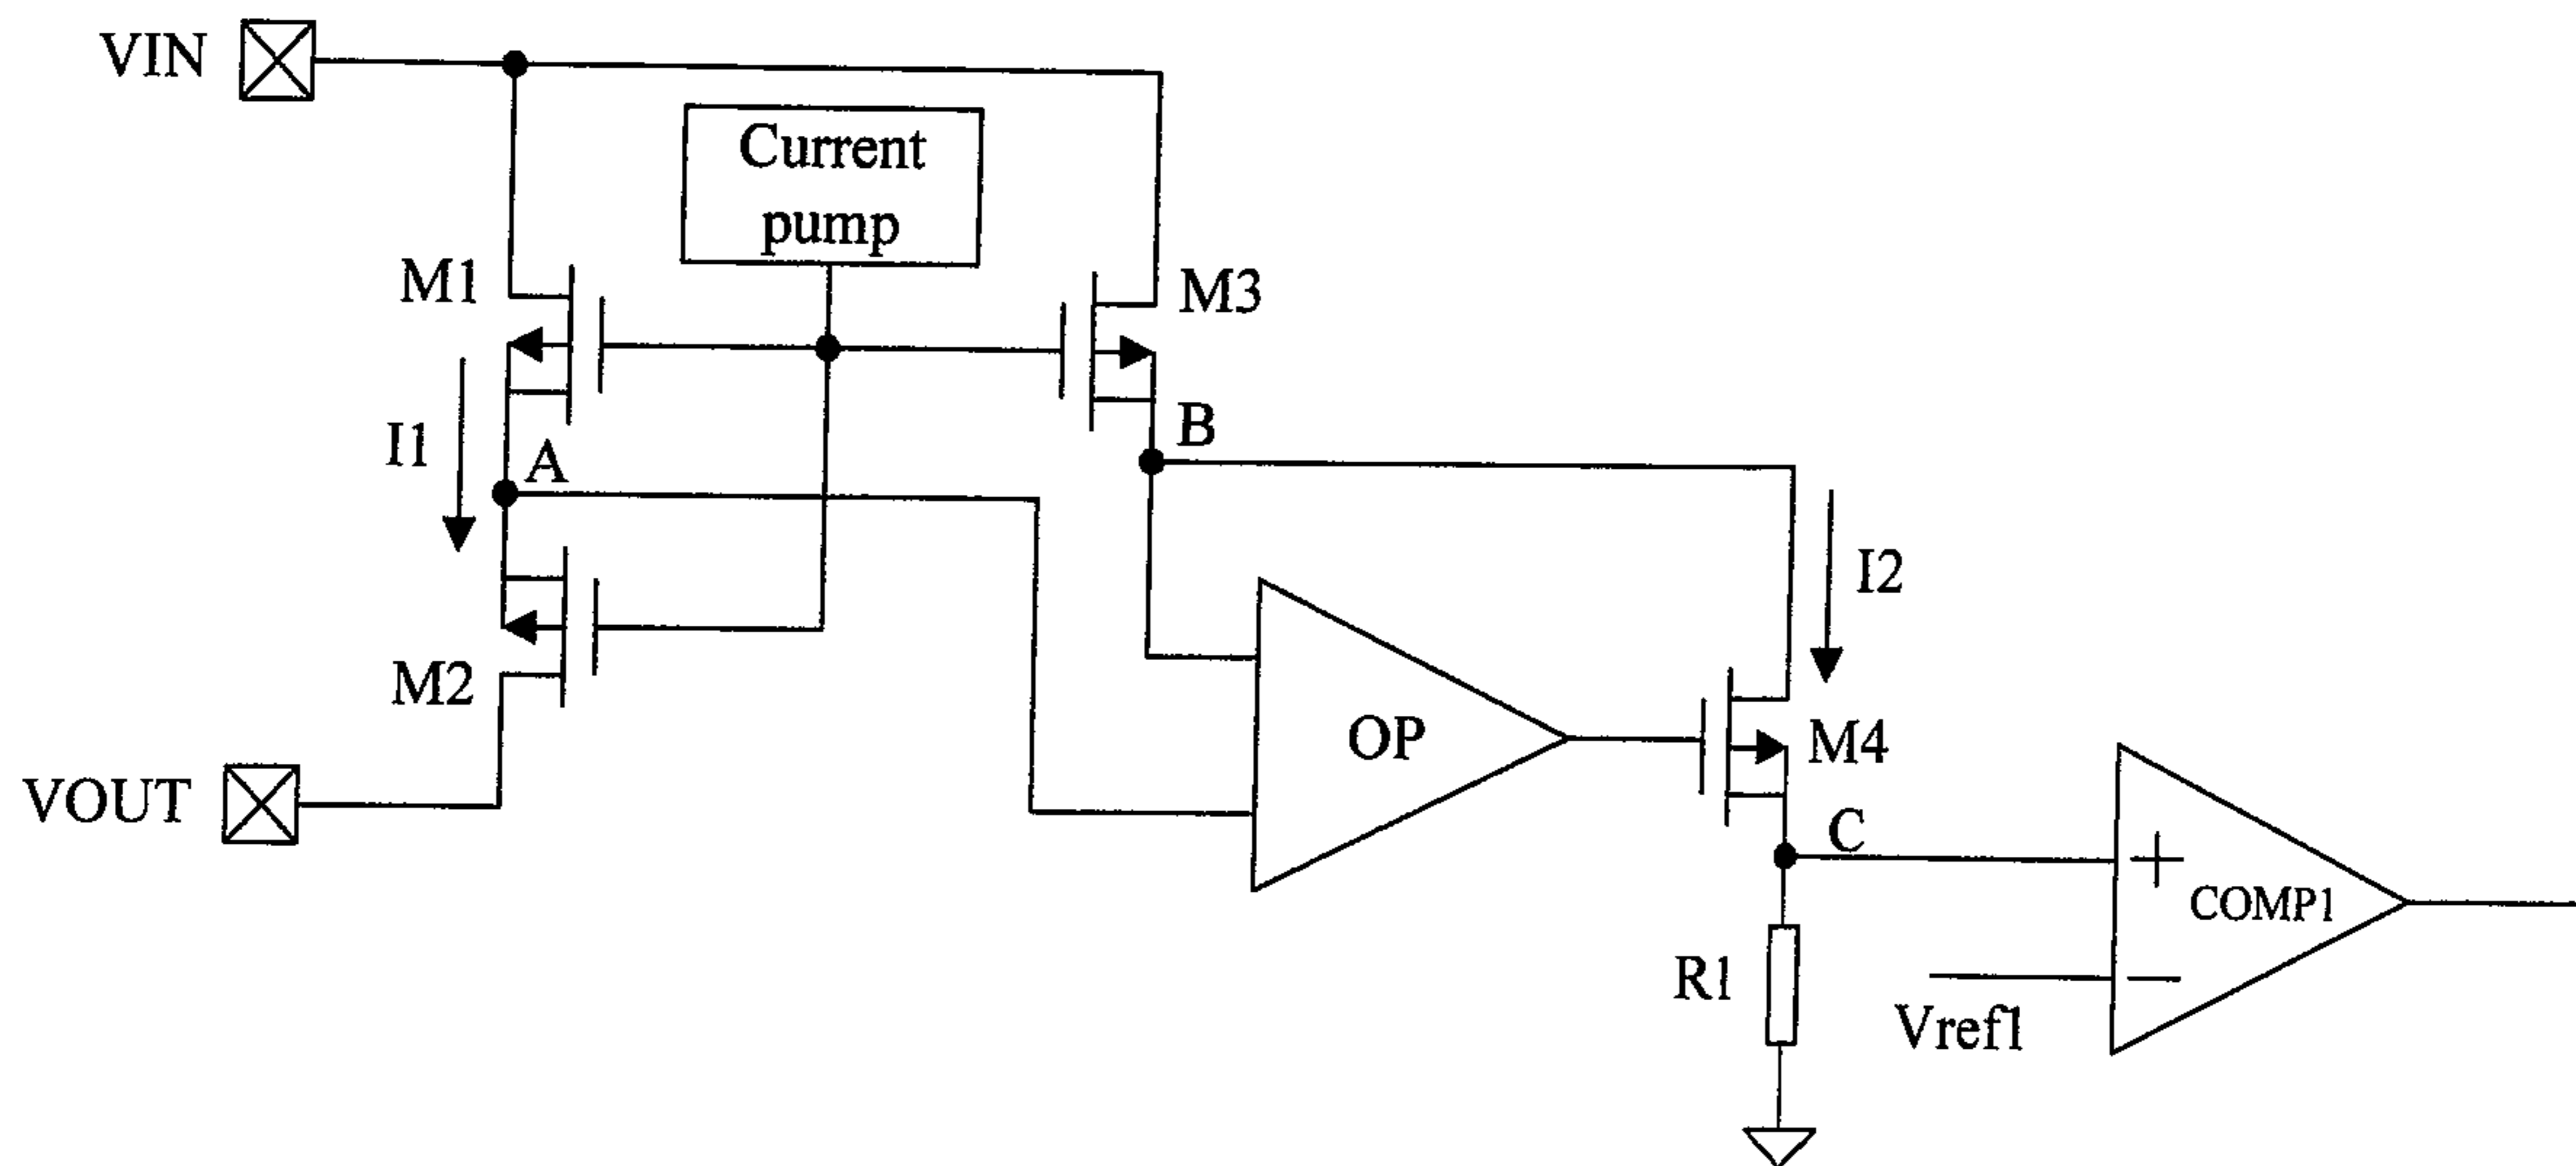 VIN
Current
pump
M1
M3
I1
A
B
I2
M2
OP
M4
VOUT
C
+
COMP1
R1
−
Vref1